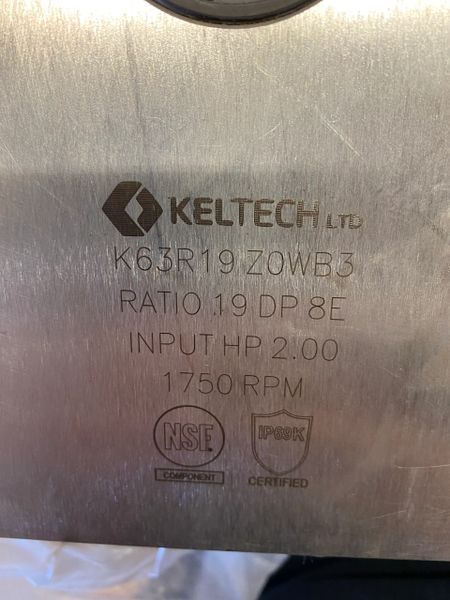 KELTECH LTD
K63R19 Z0WB3
RATIO .19 DP 8E
INPUT HP 2.00
1750 RPM
NSF. IP69K
COMPONENT CERTIFIED